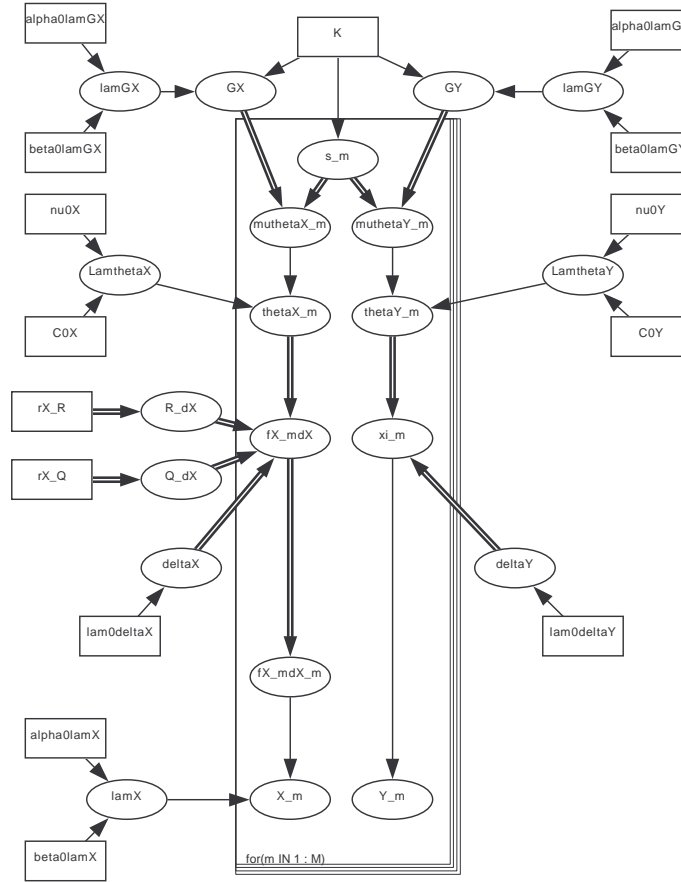 alpha0lamGX
K
alpha0lamG
lamGX
GX
GY
lamGY
beta0lamGX
s_m
beta0lamGY
nu0X
muthetaX_m
muthetaY_m
nu0Y
LamthetaX
LamthetaY
C0X
thetaX_m
thetaY_m
C0Y
rX_R
R_dX
fX_mdX
xi_m
rX_Q
Q_dX
deltaX
deltaY
lam0deltaX
lam0deltaY
fX_mdX_m
alpha0lamX
lamX
X_m
Y_m
beta0lamX
for(m IN 1 : M)